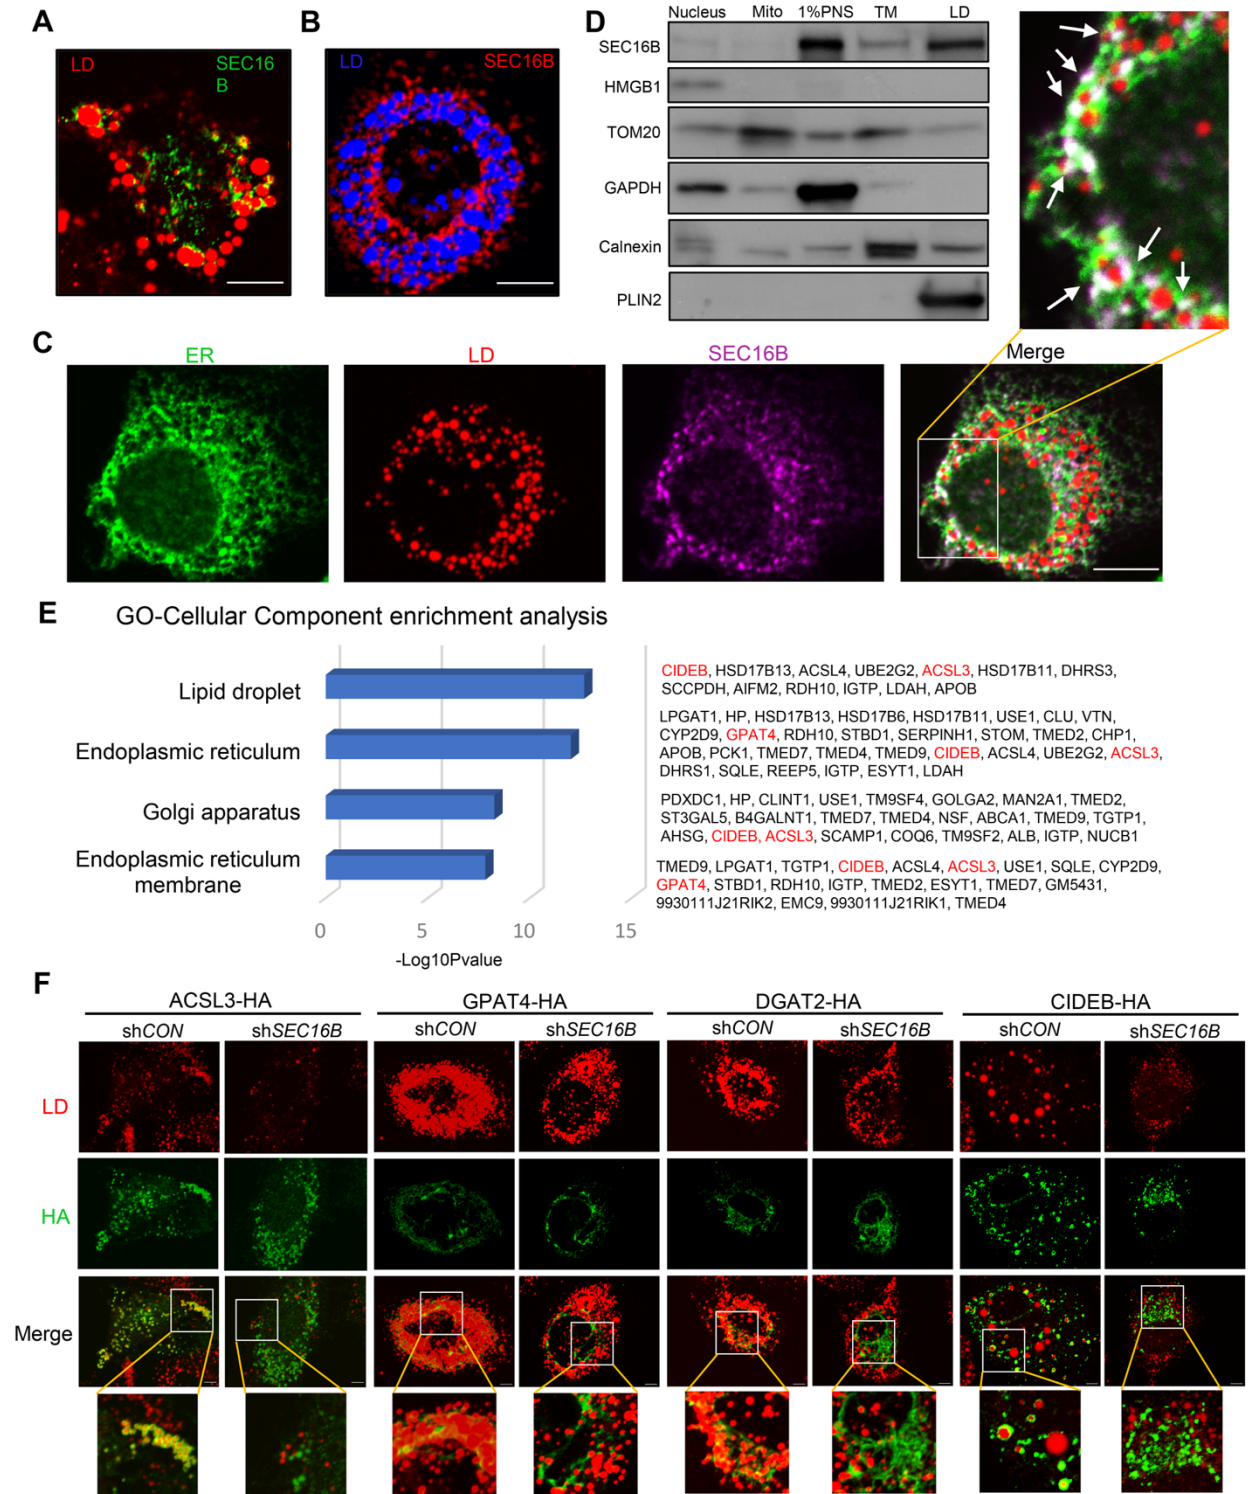 A
LD
SEC16
B
B
LD
SEC16B
D
Nucleus Mito 1%PNS TM LD
SEC16B
HMGB1
TOM20
GAPDH
Calnexin
PLIN2
C
ER
LD
SEC16B
Merge
E
GO-Cellular Component enrichment analysis
Lipid droplet
CIDEB, HSD17B13, ACSL4, UBE2G2, ACSL3, HSD17B11, DHRS3,
SCCPDH, AIFM2, RDH10, IGTP, LDAH, APOB
Endoplasmic reticulum
LPGAT1, HP, HSD17B13, HSD17B6, HSD17B11, USE1, CLU, VTN,
CYP2D9, GPAT4, RDH10, STBD1, SERPINH1, STOM, TMED2, CHP1,
APOB, PCK1, TMED7, TMED4, TMED9, CIDEB, ACSL4, UBE2G2, ACSL3,
DHRS1, SQLE, REEP5, IGTP, ESYT1, LDAH
Golgi apparatus
PDXDC1, HP, CLINT1, USE1, TM9SF4, GOLGA2, MAN2A1, TMED2,
ST3GAL5, B4GALNT1, TMED7, TMED4, NSF, ABCA1, TMED9, TGTP1,
AHSG, CIDEB, ACSL3, SCAMP1, COQ6, TM9SF2, ALB, IGTP, NUCB1
Endoplasmic reticulum
membrane
TMED9, LPGAT1, TGTP1, CIDEB, ACSL4, ACSL3, USE1, SQLE, CYP2D9,
GPAT4, STBD1, RDH10, IGTP, TMED2, ESYT1, TMED7, GM5431,
9930111J21RIK2, EMC9, 9930111J21RIK1, TMED4
0 5 10 15
-Log10Pvalue
F
ACSL3-HA GPAT4-HA DGAT2-HA CIDEB-HA
shCON shSEC16B shCON shSEC16B shCON shSEC16B shCON shSEC16B
LD
HA
Merge